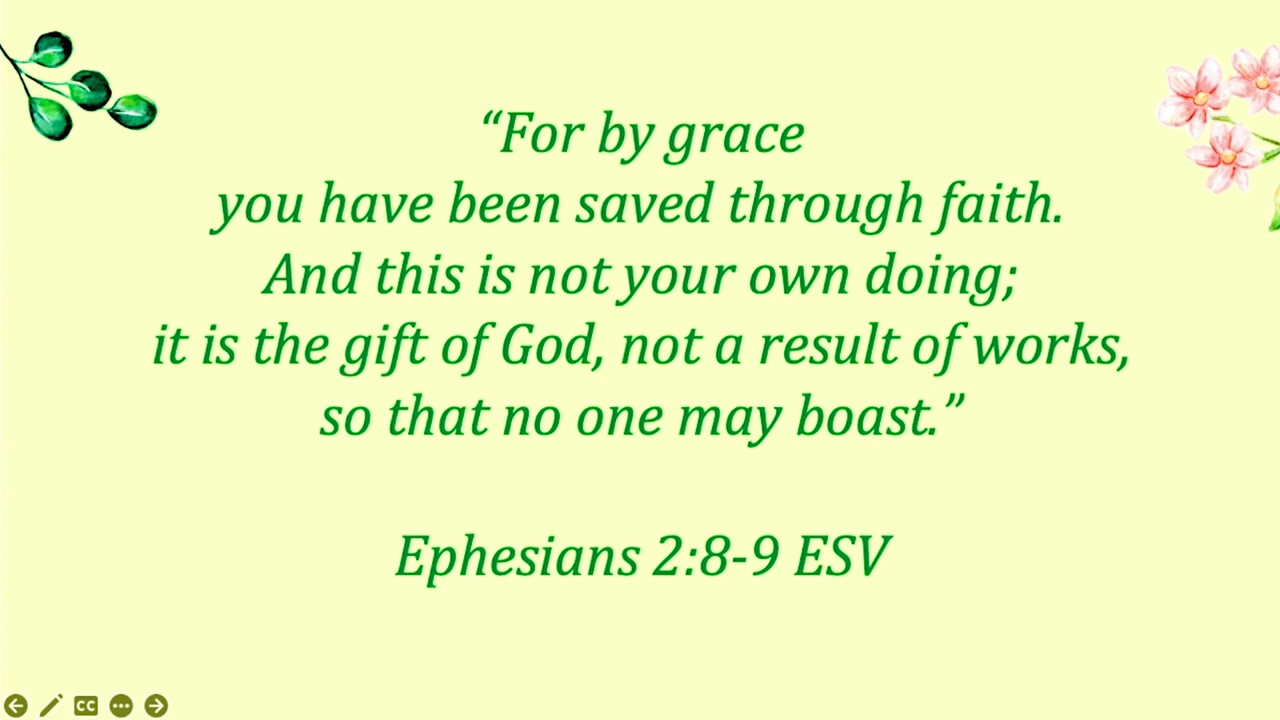 “For by grace
you have been saved through faith.
And this is not your own doing;
it is the gift of God, not a result of works,
so that no one may boast.”
Ephesians 2:8-9 ESV
CC